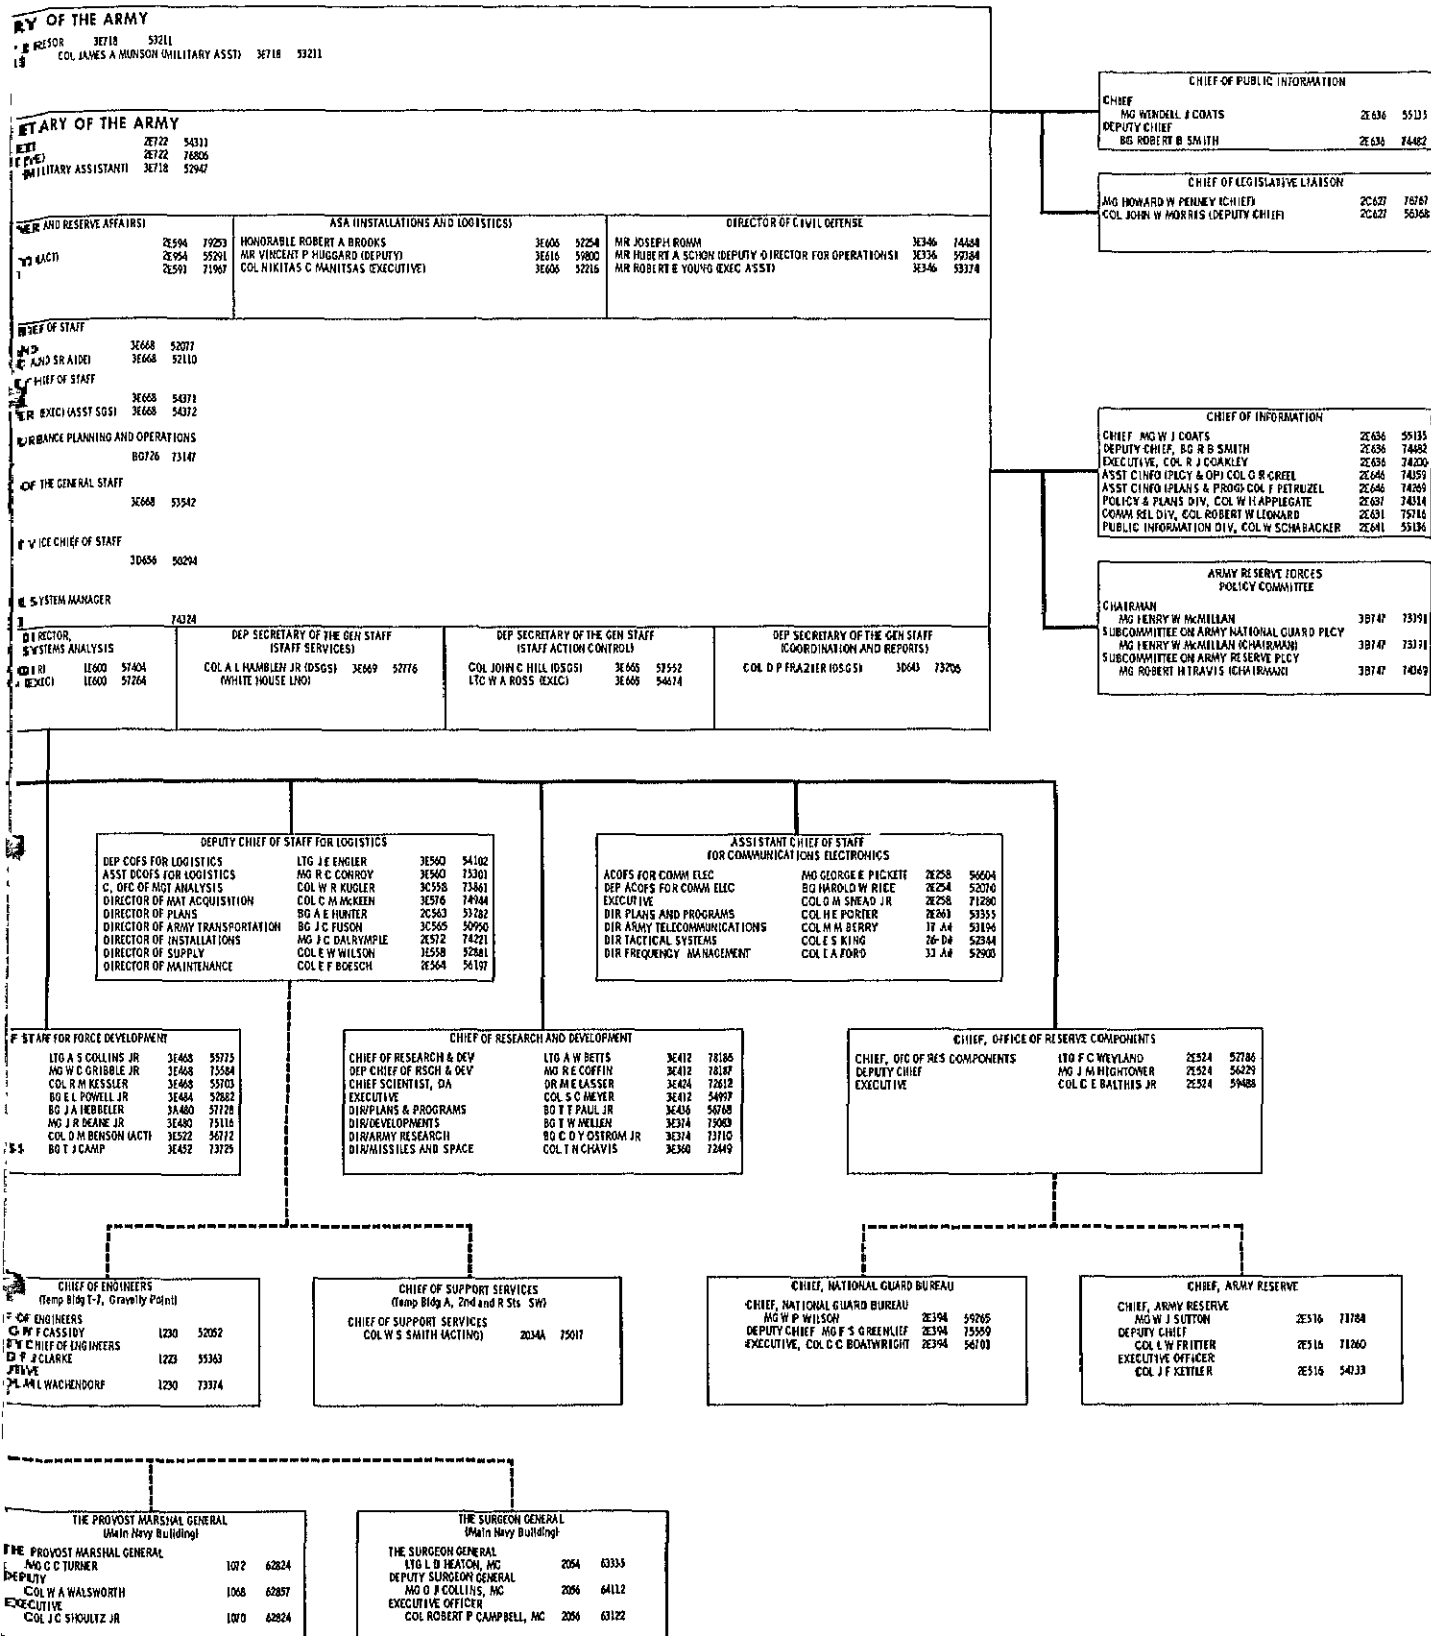 RY OF THE ARMY
RESOR 3E718 53211
COL JAMES A MUNSON (MILITARY ASST) 3E718 53211
CHIEF OF PUBLIC INFORMATION
CHIEF
MG WENDELL J COATS 2E636 55135
DEPUTY CHIEF
BG ROBERT B SMITH 2E636 74482
ETARY OF THE ARMY
2E722 54311
2E722 76806
(MILITARY ASSISTANT) 3E718 52947
CHIEF OF LEGISLATIVE LIAISON
MG HOWARD W PENNEY (CHIEF) 2C627 76767
COL JOHN W MORRIS (DEPUTY CHIEF) 2C627 56368
WER AND RESERVE AFFAIRS)
2E594 79253
(ACT) 2E954 55291
2E591 71967
ASA (INSTALLATIONS AND LOGISTICS)
HONORABLE ROBERT A BROOKS 3E606 52254
MR VINCENT P HUGGARD (DEPUTY) 3E616 59800
COL NIKITAS C MANITSAS (EXECUTIVE) 3E606 52216
DIRECTOR OF CIVIL DEFENSE
MR JOSEPH ROMM 3E346 74484
MR HUBERT A SCHON (DEPUTY DIRECTOR FOR OPERATIONS) 3E336 59384
MR ROBERT E YOUNG (EXEC ASST) 3E346 53374
HIEF OF STAFF
3E668 52077
AND SR AIDE) 3E668 52110
CHIEF OF STAFF
3E668 54371
ER (EXEC) (ASST SGS) 3E668 54372
URBANCE PLANNING AND OPERATIONS
BG726 73147
OF THE GENERAL STAFF
3E668 53542
VICE CHIEF OF STAFF
3D656 50294
SYSTEM MANAGER
74324
CHIEF OF INFORMATION
CHIEF MG W J COATS 2E636 55135
DEPUTY CHIEF, BG R B SMITH 2E636 74482
EXECUTIVE, COL R J COAKLEY 2E636 74200
ASST CINFO (PLCY & OP) COL G R CREEL 2E646 74359
ASST CINFO (PLANS & PROG) COL F PETRUZEL 2E646 74269
POLICY & PLANS DIV, COL W H APPLEGATE 2E637 74314
COMM REL DIV, COL ROBERT W LEONARD 2E631 75716
PUBLIC INFORMATION DIV, COL W SCHABACKER 2E641 55136
ARMY RESERVE FORCES
POLICY COMMITTEE
CHAIRMAN
MG HENRY W McMILLAN 3B747 73391
SUBCOMMITTEE ON ARMY NATIONAL GUARD PLCY
MG HENRY W McMILLAN (CHAIRMAN) 3B747 73391
SUBCOMMITTEE ON ARMY RESERVE PLCY
MG ROBERT H TRAVIS (CHAIRMAN) 3B747 74369
DIRECTOR,
SYSTEMS ANALYSIS
(DIR) 1E600 57404
(EXEC) 1E600 57264
DEP SECRETARY OF THE GEN STAFF
(STAFF SERVICES)
COL A L HAMBLEN JR (DSGS) 3E669 52776
(WHITE HOUSE LNO)
DEP SECRETARY OF THE GEN STAFF
(STAFF ACTION CONTROL)
COL JOHN C HILL (DSGS) 3E665 53552
LTC W A ROSS (EXEC) 3E665 54674
DEP SECRETARY OF THE GEN STAFF
(COORDINATION AND REPORTS)
COL D P FRAZIER (DSGS) 3D643 73205
DEPUTY CHIEF OF STAFF FOR LOGISTICS
DEP COFS FOR LOGISTICS LTG J E ENGLER 3E560 54102
ASST DCOFS FOR LOGISTICS MG R C CONROY 3E560 75301
C, OFC OF MGT ANALYSIS COL W R KUGLER 3C558 73861
DIRECTOR OF MAT ACQUISITION COL C M McKEEN 3E576 74944
DIRECTOR OF PLANS BG A E HUNTER 2C563 53282
DIRECTOR OF ARMY TRANSPORTATION BG J C FUSON 3C565 50950
DIRECTOR OF INSTALLATIONS MG J C DALRYMPLE 2E572 74221
DIRECTOR OF SUPPLY COL E W WILSON 3E558 52881
DIRECTOR OF MAINTENANCE COL E F BOESCH 2E564 56197
ASSISTANT CHIEF OF STAFF
FOR COMMUNICATIONS ELECTRONICS
ACOFS FOR COMM ELEC MG GEORGE E PICKETT 2E258 56604
DEP ACOFS FOR COMM ELEC BG HAROLD W RICE 2E254 52070
EXECUTIVE COL G M SNEAD JR 2E258 71280
DIR PLANS AND PROGRAMS COL H E PORTER 2E261 53355
DIR ARMY TELECOMMUNICATIONS COL M M BERRY 53196
DIR TACTICAL SYSTEMS COL E S KING 52344
DIR FREQUENCY MANAGEMENT COL E A FORD 52900
F STAFF FOR FORCE DEVELOPMENT
LTG A S COLLINS JR 3E468 55775
MG W C GRIBBLE JR 3E468 75584
COL R M KESSLER 3E468 55703
BG E L POWELL JR 3E484 52882
BG J A HEBBELER 3A480 57728
MG J R DEANE JR 3E480 75116
COL D M BENSON (ACT) 3E522 56772
BG T J CAMP 3E452 73725
CHIEF OF RESEARCH AND DEVELOPMENT
CHIEF OF RESEARCH & DEV LTG A W BETTS 3E412 78186
DEP CHIEF OF RSCH & DEV MG R E COFFIN 3E412 78187
CHIEF SCIENTIST, DA DR M E LASSER 3E424 72612
EXECUTIVE COL S C MEYER 3E412 54997
DIR/PLANS & PROGRAMS BG T T PAUL JR 3E436 56768
DIR/DEVELOPMENTS BG T W MELLEN 3E374 75083
DIR/ARMY RESEARCH BG C D Y OSTROM JR 3E374 73710
DIR/MISSILES AND SPACE COL T N CHAVIS 3E360 72449
CHIEF, OFFICE OF RESERVE COMPONENTS
CHIEF, OFC OF RES COMPONENTS LTG F C WEYLAND 2E524 52786
DEPUTY CHIEF MG J M HIGHTOWER 2E524 56229
EXECUTIVE COL C E BALTHIS JR 2E524 59488
CHIEF OF ENGINEERS
(Temp Bldg T-7, Gravelly Point)
OF ENGINEERS
G W F CASSIDY 1230 52052
TY CHIEF OF ENGINEERS
F J CLARKE 1223 55363
UTIVE
WACHENDORF 1230 73374
CHIEF OF SUPPORT SERVICES
(Temp Bldg A, 2nd and R Sts SW)
CHIEF OF SUPPORT SERVICES
COL W S SMITH (ACTING) 2034A 75017
CHIEF, NATIONAL GUARD BUREAU
CHIEF, NATIONAL GUARD BUREAU
MG W P WILSON 2E394 59265
DEPUTY CHIEF MG F S GREENLIEF 2E394 75559
EXECUTIVE, COL C C BOATWRIGHT 2E394 56703
CHIEF, ARMY RESERVE
CHIEF, ARMY RESERVE
MG W J SUTTON 2E516 71784
DEPUTY CHIEF
COL L W FRITTER 2E516 71260
EXECUTIVE OFFICER
COL J F KETTLER 2E516 54733
THE PROVOST MARSHAL GENERAL
(Main Navy Building)
THE PROVOST MARSHAL GENERAL
MG C C TURNER 1072 62824
DEPUTY
COL W A WALSWORTH 1068 62857
EXECUTIVE
COL J C SHOULTZ JR 1070 62824
THE SURGEON GENERAL
(Main Navy Building)
THE SURGEON GENERAL
LTG L D HEATON, MC 2054 63335
DEPUTY SURGEON GENERAL
MG G J COLLINS, MC 2056 64112
EXECUTIVE OFFICER
COL ROBERT P CAMPBELL, MC 2056 63122